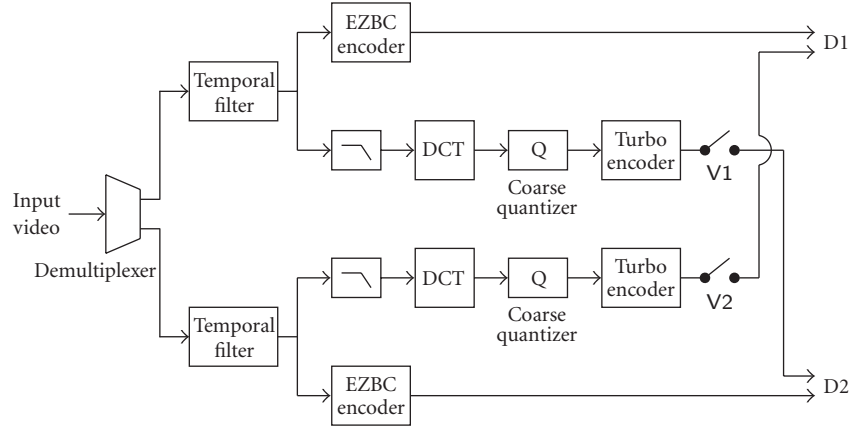 EZBC
encoder
D1
Temporal
filter
DCT
Q
Turbo
encoder
V1
Coarse
quantizer
Input
video
Demultiplexer
DCT
Q
Turbo
encoder
V2
Coarse
quantizer
Temporal
filter
EZBC
encoder
D2